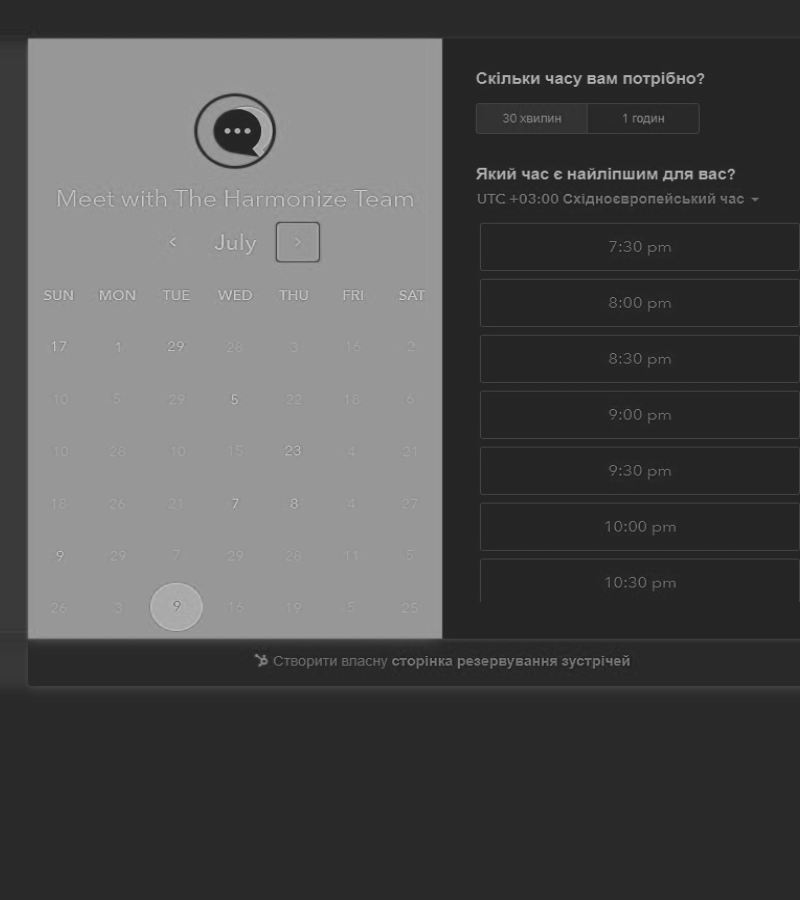 Meet with The Harmonize Team
July
SUN MON TUE WED THU FRI SAT
17 1 29 28 3 16 2
10 5 29 5 22 18 6
10 28 10 15 23 4 21
18 26 21 7 8 4 27
9 29 7 29 28 11 5
26 3 9 16 19 5 25
Скільки часу вам потрібно?
30 хвилин 1 годин
Який час є найліпшим для вас?
UTC +03:00 Східноєвропейський час
7:30 pm
8:00 pm
8:30 pm
9:00 pm
9:30 pm
10:00 pm
10:30 pm
Створити власну сторінка резервування зустрічей